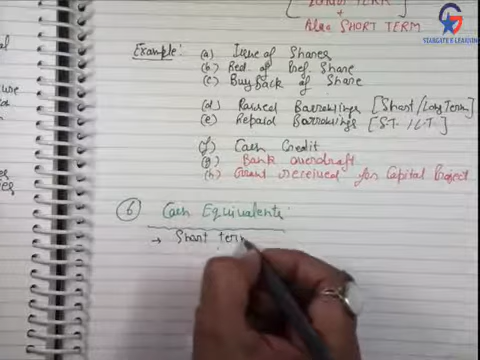 LONGER TERM
+
Also SHORT TERM
STARGATE E LEARNING
Example: (a) Issue of Shares
(b) Red. of Pref. Share
(c) Buy Back of Share
(d) Raised Borrowings [Short/Long Term]
(e) Repaid Borrowings [S.T. / L.T.]
(f) Cash Credit
(g) Bank overdraft
(h) Grant received for Capital Project
6 Cash Equivalents
→ Short term